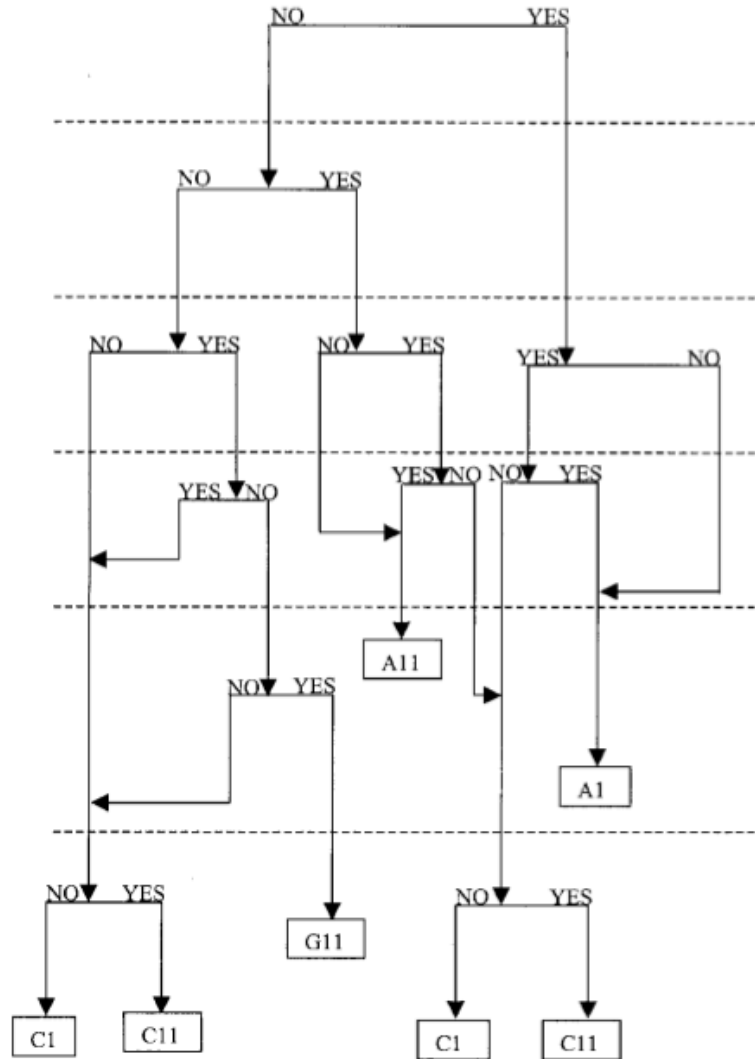 NO YES
NO YES
NO YES NO YES YES NO
YES NO NO YES
YES NO
A11
NO YES
A1
NO YES NO YES
G11
C1 C11 C1 C11